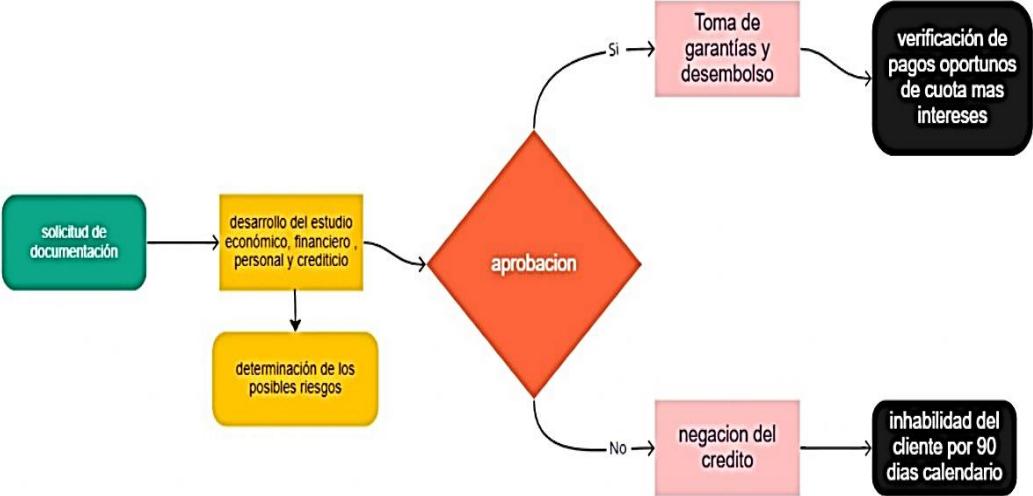 solicitud de
documentación
desarrollo del estudio
económico, financiero ,
personal y crediticio
determinación de los
posibles riesgos
aprobacion
Si
Toma de
garantías y
desembolso
verificación de
pagos oportunos
de cuota mas
intereses
No
negacion del
credito
inhabilidad del
cliente por 90
dias calendario